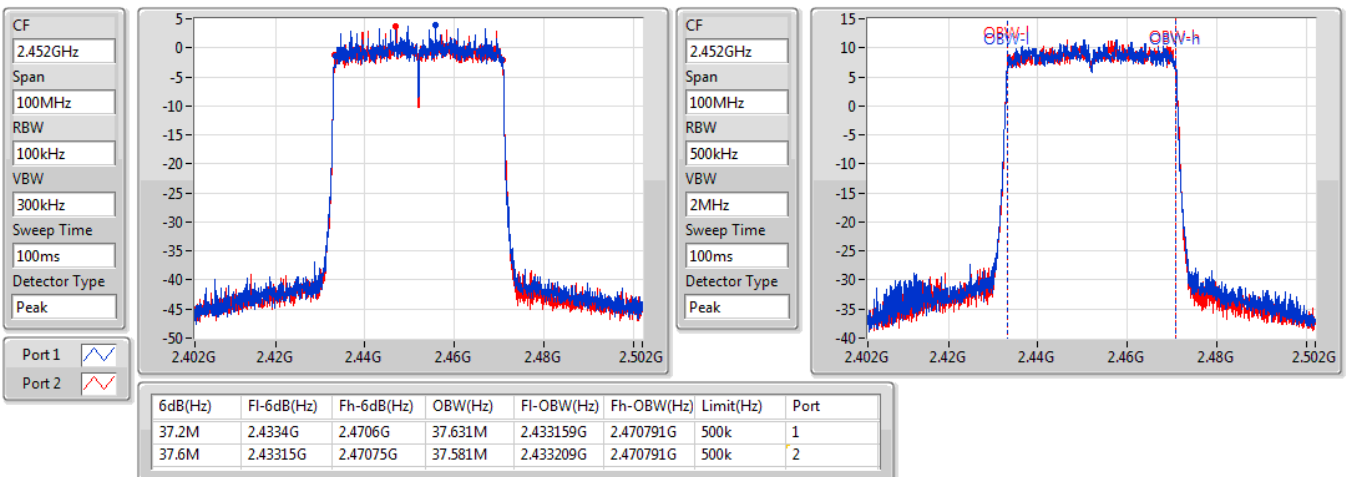 CF
2.452GHz
Span
100MHz
RBW
100kHz
VBW
300kHz
Sweep Time
100ms
Detector Type
Peak
5
0
-5
-10
-15
-20
-25
-30
-35
-40
-45
-50
2.402G 2.42G 2.44G 2.46G 2.48G 2.502G
Port 1
Port 2
CF
2.452GHz
Span
100MHz
RBW
500kHz
VBW
2MHz
Sweep Time
100ms
Detector Type
Peak
15
10
5
0
-5
-10
-15
-20
-25
-30
-35
-40
OBW-l
OBW-l
OBW-h
OBW-h
2.402G 2.42G 2.44G 2.46G 2.48G 2.502G
6dB(Hz) Fl-6dB(Hz) Fh-6dB(Hz) OBW(Hz) Fl-OBW(Hz) Fh-OBW(Hz) Limit(Hz) Port
37.2M 2.4334G 2.4706G 37.631M 2.433159G 2.470791G 500k 1
37.6M 2.43315G 2.47075G 37.581M 2.433209G 2.470791G 500k 2